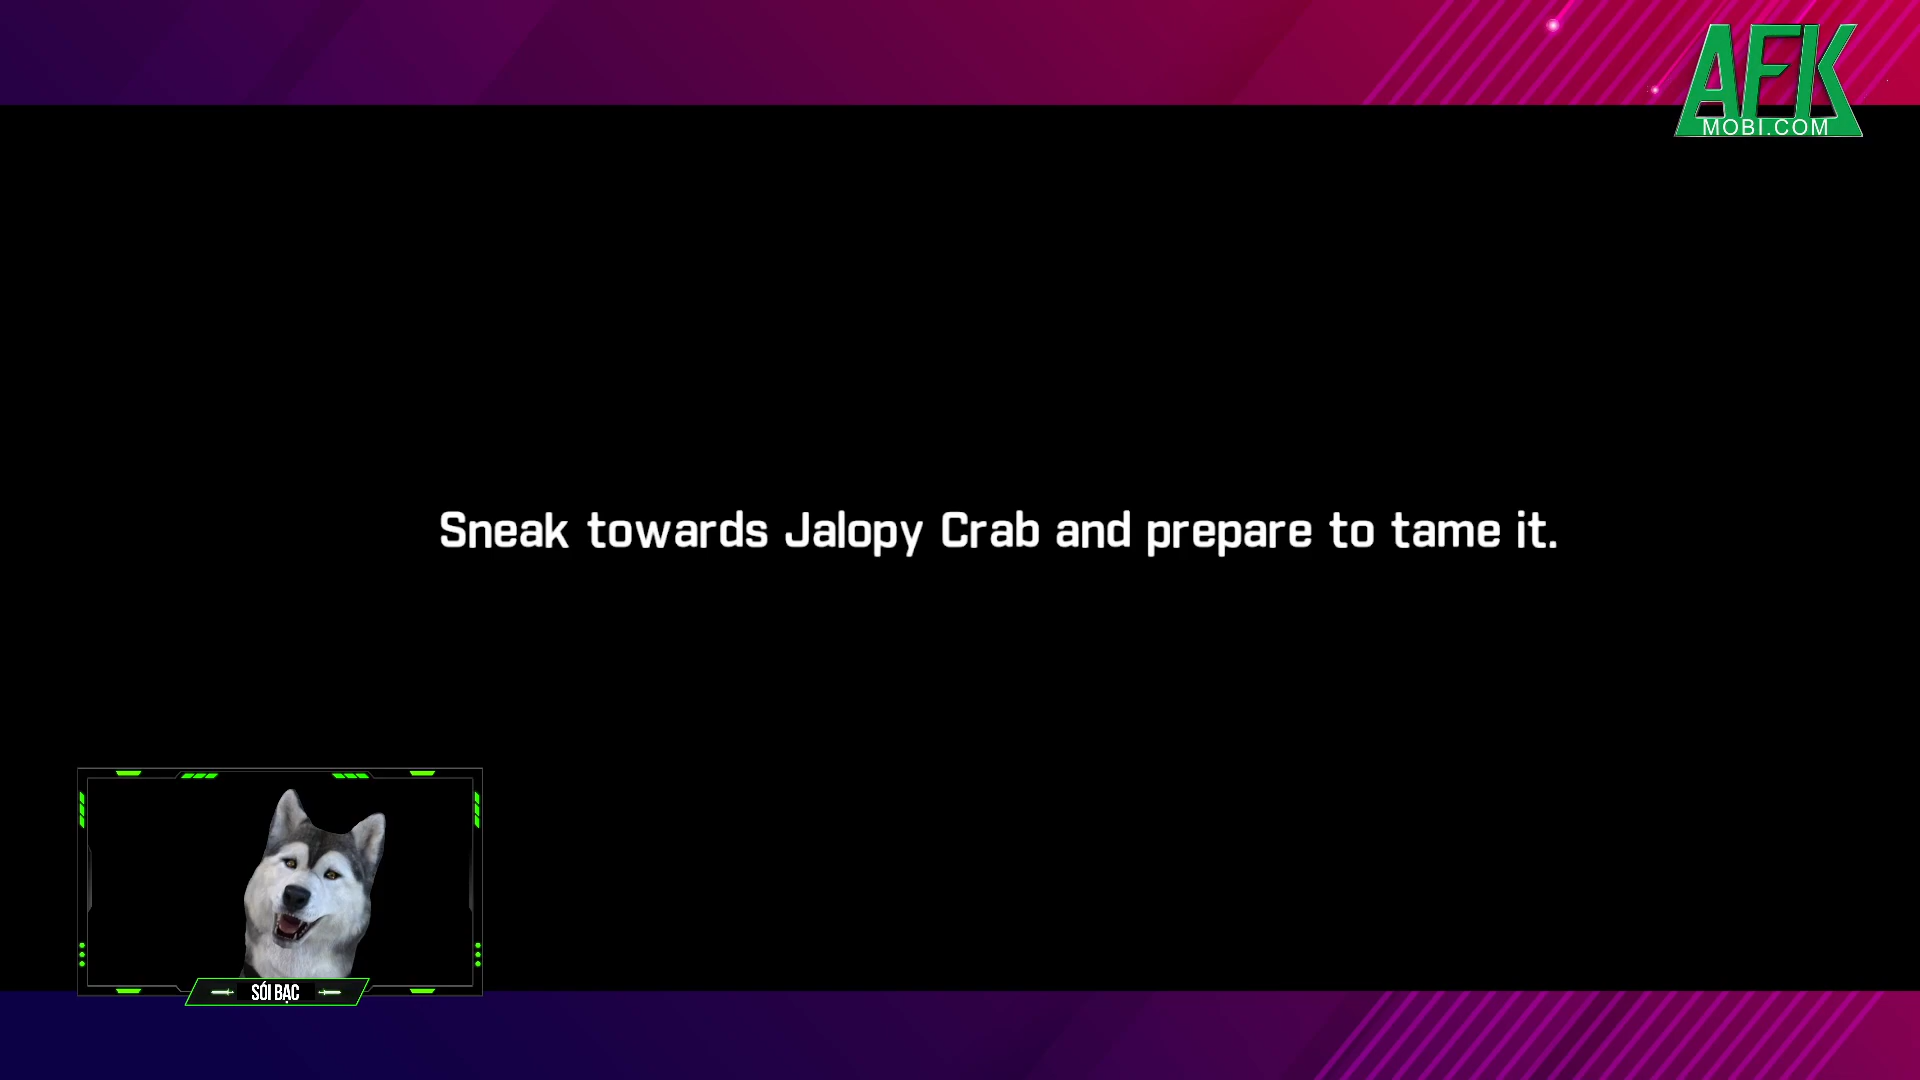 AFK
MOBI.COM
Sneak towards Jalopy Crab and prepare to tame it.
SÓI BẠC